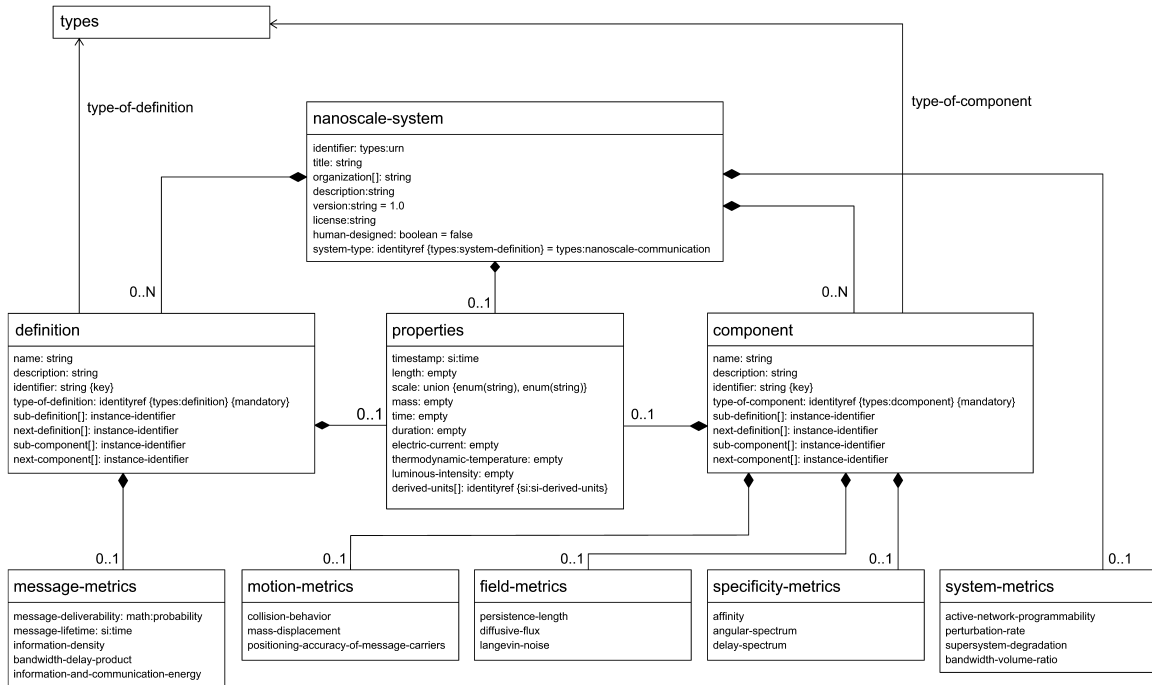 types
type-of-definition
type-of-component
nanoscale-system
identifier: types:urn
title: string
organization[]: string
description:string
version:string = 1.0
license:string
human-designed: boolean = false
system-type: identityref {types:system-definition} = types:nanoscale-communication
0..N
0..1
0..N
definition
name: string
description: string
identifier: string {key}
type-of-definition: identityref {types:definition} {mandatory}
sub-definition[]: instance-identifier
next-definition[]: instance-identifier
sub-component[]: instance-identifier
next-component[]: instance-identifier
0..1
properties
timestamp: si:time
length: empty
scale: union {enum(string), enum(string)}
mass: empty
time: empty
duration: empty
electric-current: empty
thermodynamic-temperature: empty
luminous-intensity: empty
derived-units[]: identityref {si:si-derived-units}
0..1
component
name: string
description: string
identifier: string {key}
type-of-component: identityref {types:dcomponent} {mandatory}
sub-definition[]: instance-identifier
next-definition[]: instance-identifier
sub-component[]: instance-identifier
next-component[]: instance-identifier
0..1
0..1
0..1
0..1
0..1
message-metrics
message-deliverability: math:probability
message-lifetime: si:time
information-density
bandwidth-delay-product
information-and-communication-energy
motion-metrics
collision-behavior
mass-displacement
positioning-accuracy-of-message-carriers
field-metrics
persistence-length
diffusive-flux
langevin-noise
specificity-metrics
affinity
angular-spectrum
delay-spectrum
system-metrics
active-network-programmability
perturbation-rate
supersystem-degradation
bandwidth-volume-ratio